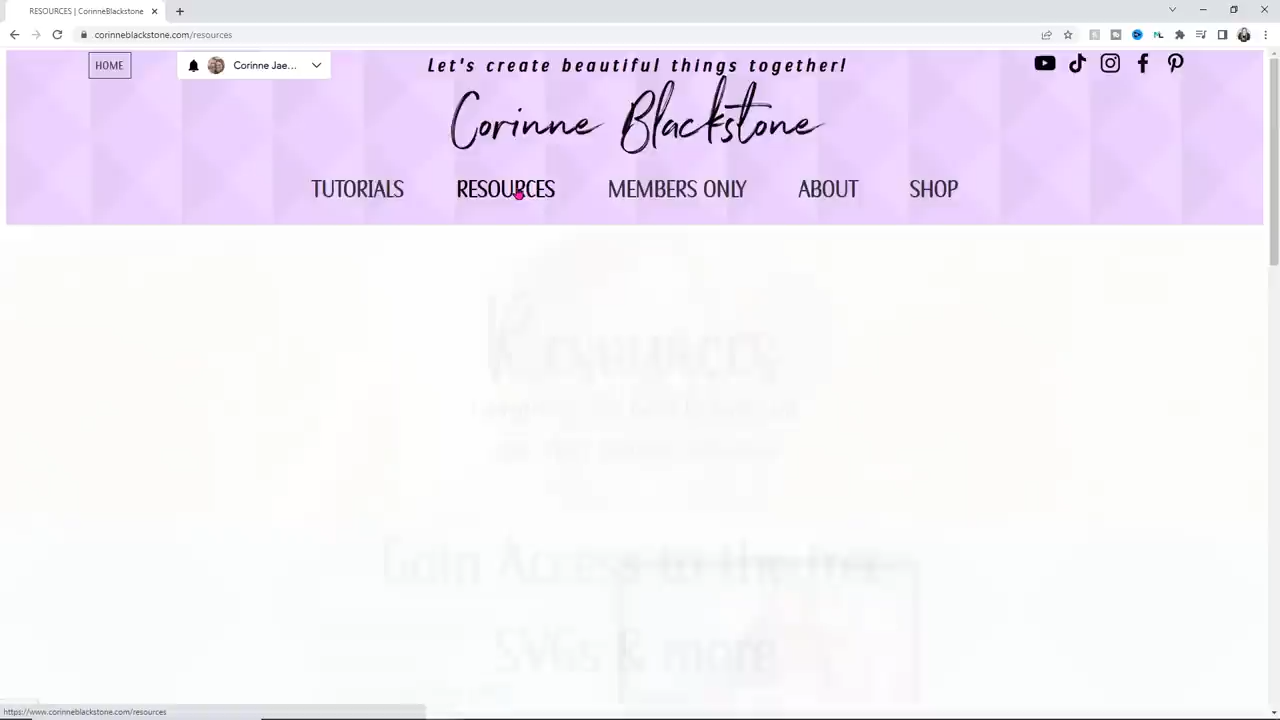 RESOURCES | CorinneBlackstone
corinneblackstone.com/resources
HOME
Corinne Jae...
Let's create beautiful things together!
Corinne Blackstone
TUTORIALS RESOURCES MEMBERS ONLY ABOUT SHOP
RESOURCES
Gain Access to the free
SVGs & more
https://www.corinneblackstone.com/resources